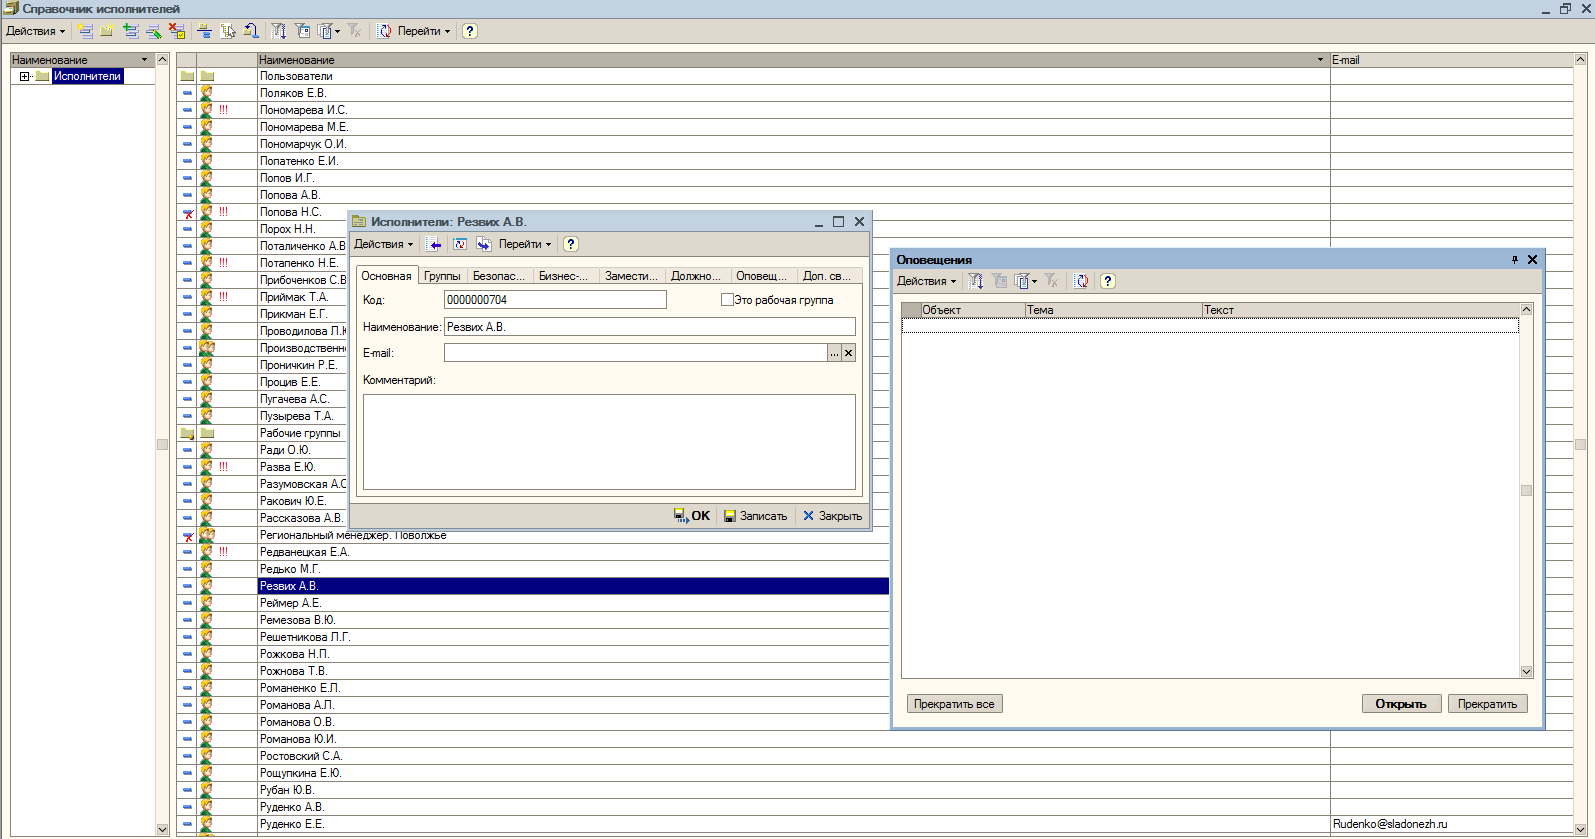 Справочник исполнителей
Действия
Перейти
Наименование
Исполнители
Наименование
E-mail
Пользователи
Поляков Е.В.
!!! Пономарева И.С.
Пономарева М.Е.
Пономарчук О.И.
Попатенко Е.И.
Попов И.Г.
Попова А.В.
!!! Попова Н.С.
Порох Н.Н.
Поталиченко А.В
!!! Потапенко Н.Е.
Прибоченков С.В
!!! Приймак Т.А.
Прикман Е.Г.
Проводилова Л.
Производственн
Проничкин Р.Е.
Процив Е.Е.
Пугачева А.С.
Пузырева Т.А.
Рабочие группы
Ради О.Ю.
!!! Разва Е.Ю.
Разумовская А.С
Ракович Ю.Е.
Рассказова А.В.
Региональный менеджер. Поволжье
!!! Редванецкая Е.А.
Редько М.Г.
Резвих А.В.
Реймер А.Е.
Ремезова В.Ю.
Решетникова Л.Г.
Рожкова Н.П.
Рожнова Т.В.
Романенко Е.Л.
Романова А.Л.
Романова О.В.
Романова Ю.И.
Ростовский С.А.
Рощупкина Е.Ю.
Рубан Ю.В.
Руденко А.В.
Руденко Е.Е.
Rudenko@sladonezh.ru
Исполнители: Резвих А.В.
Действия
Перейти
Основная Группы Безопас... Бизнес-... Замести... Должно... Оповещ... Доп. св...
Код: 0000000704 Это рабочая группа
Наименование: Резвих А.В.
E-mail: ...
Комментарий:
OK Записать Закрыть
Оповещения
Действия
Объект Тема Текст
Прекратить все Открыть Прекратить